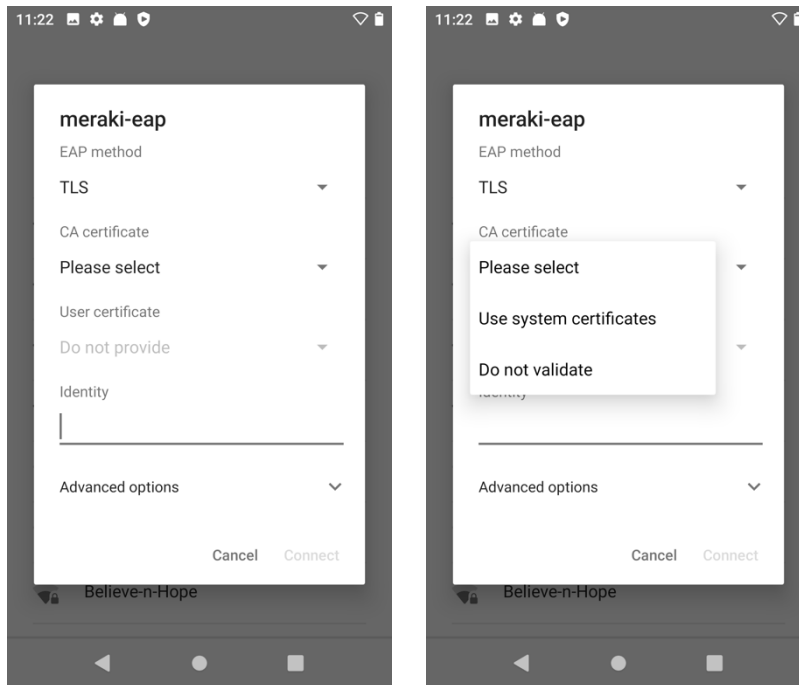 11:22
meraki-eap
EAP method
TLS
CA certificate
Please select
User certificate
Do not provide
Identity
Advanced options
Cancel Connect
Believe-n-Hope
11:22
meraki-eap
EAP method
TLS
CA certificate
Please select
Use system certificates
Do not validate
Identity
Advanced options
Cancel Connect
Believe-n-Hope